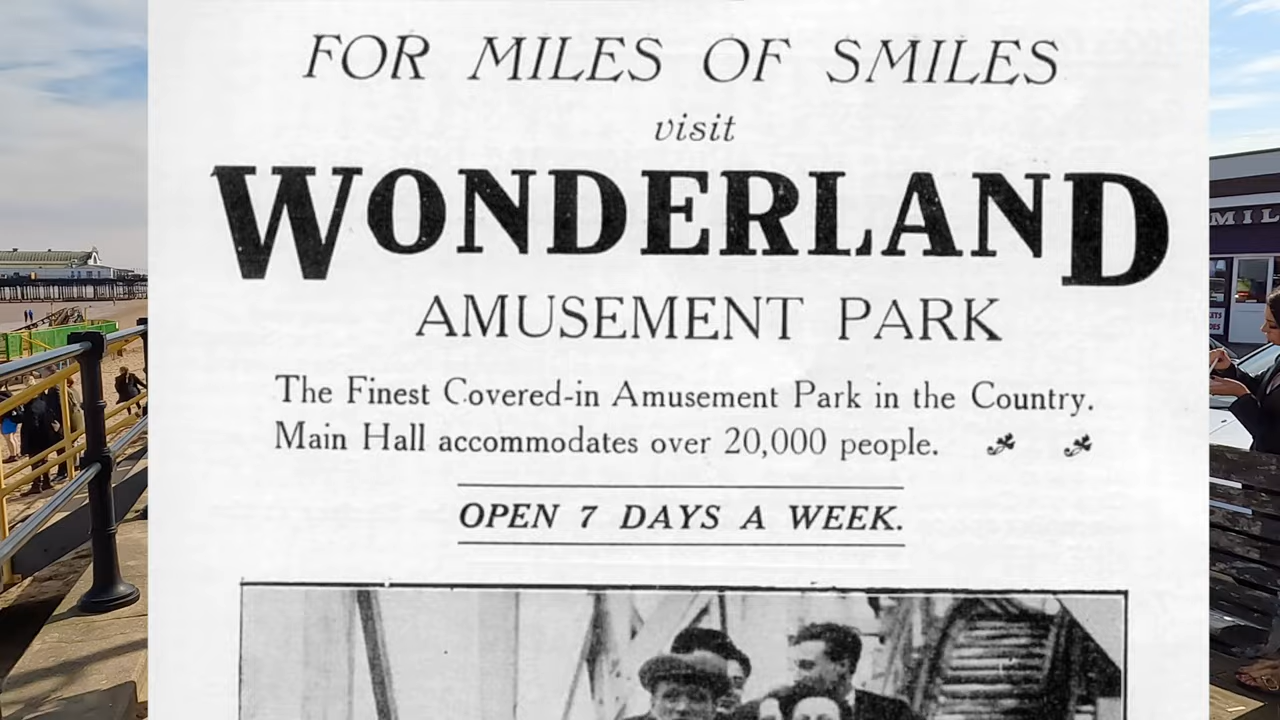 FOR MILES OF SMILES
visit
WONDERLAND
AMUSEMENT PARK
The Finest Covered-in Amusement Park in the Country.
Main Hall accommodates over 20,000 people.
OPEN 7 DAYS A WEEK.
MIL